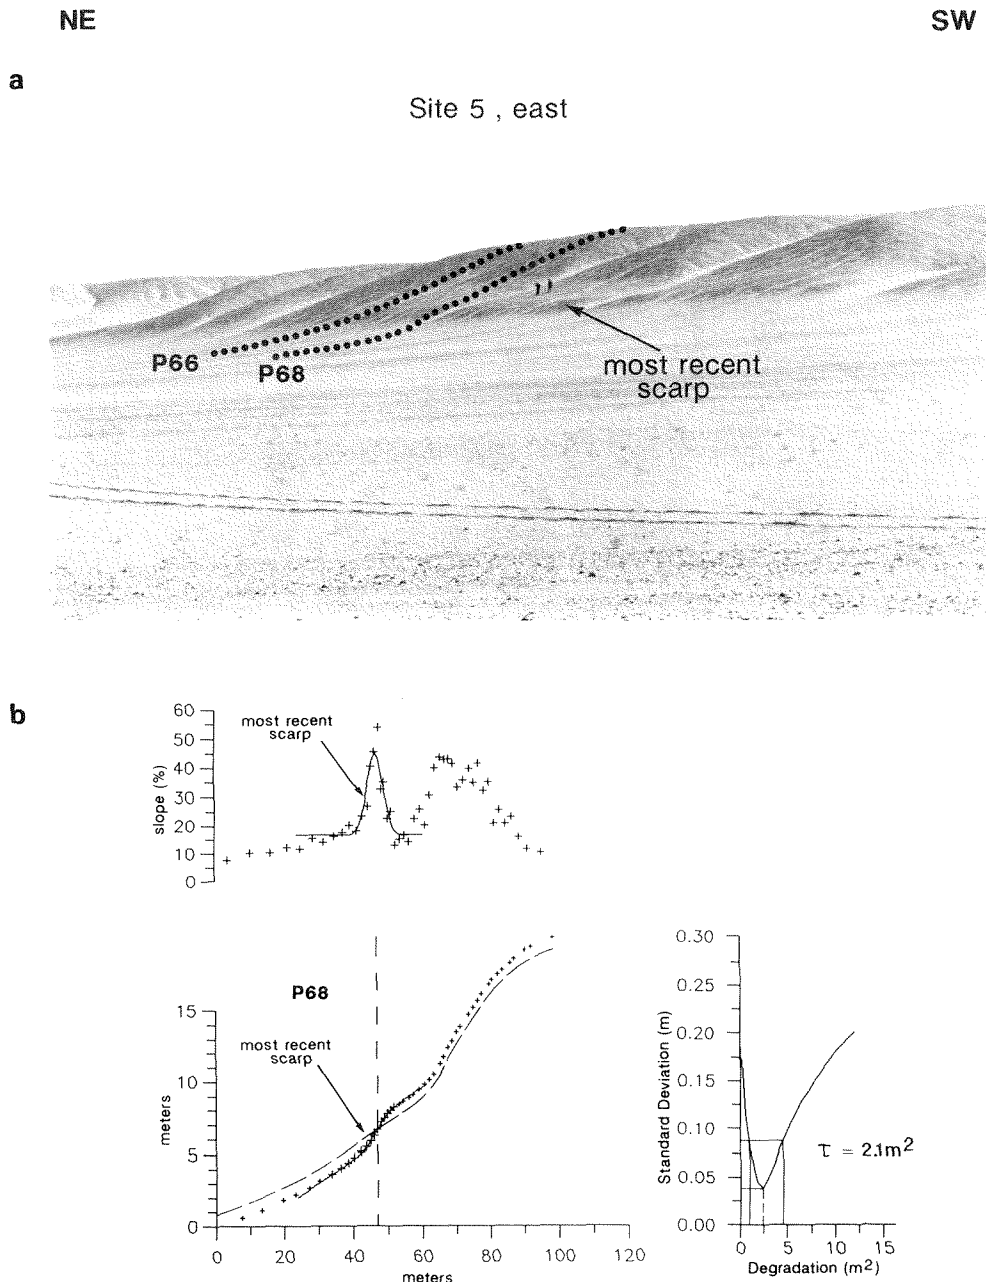 NE
SW
a
Site 5 , east
P66
P68
most recent
scarp
b
60
50
40
30
20
10
0
slope (%)
most recent
scarp
P68
most recent
scarp
15
10
5
0
meters
0
20
40
60
80
100
120
meters
0.30
0.25
0.20
0.15
0.10
0.05
0.00
Standard Deviation (m)
τ = 2.1m²
0
5
10
15
Degradation (m²)